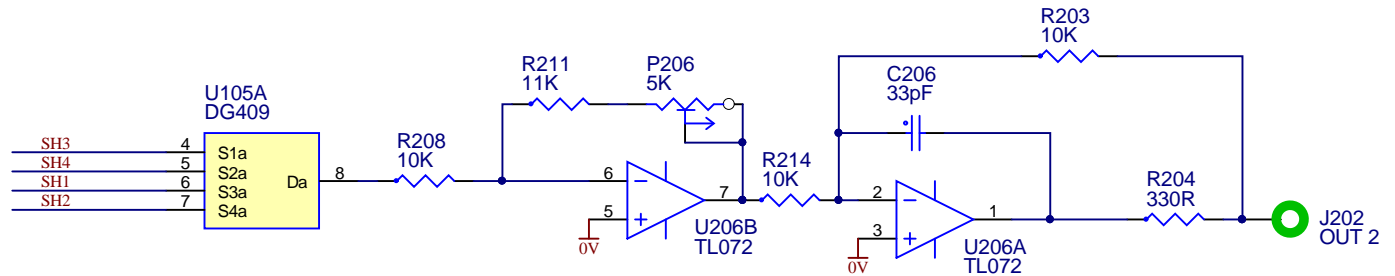 R203
10K
R211
11K
P206
5K
C206
33pF
U105A
DG409
SH3
4
S1a
SH4
5
S2a
SH1
6
S3a
SH2
7
S4a
Da
8
R208
10K
6
5
7
0V
U206B
TL072
R214
10K
2
3
1
0V
U206A
TL072
R204
330R
J202
OUT 2